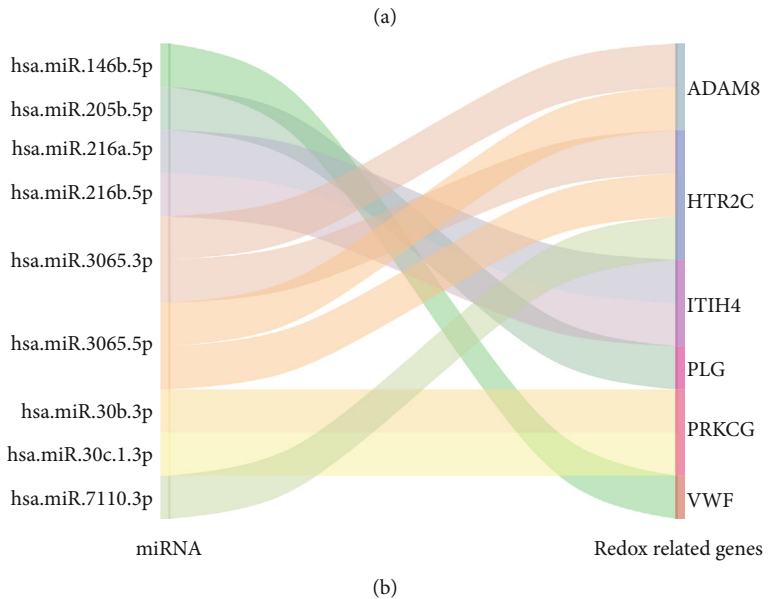 (a)
hsa.miR.146b.5p
hsa.miR.205b.5p
hsa.miR.216a.5p
hsa.miR.216b.5p
hsa.miR.3065.3p
hsa.miR.3065.5p
hsa.miR.30b.3p
hsa.miR.30c.1.3p
hsa.miR.7110.3p
ADAM8
HTR2C
ITIH4
PLG
PRKCG
VWF
miRNA
Redox related genes
(b)